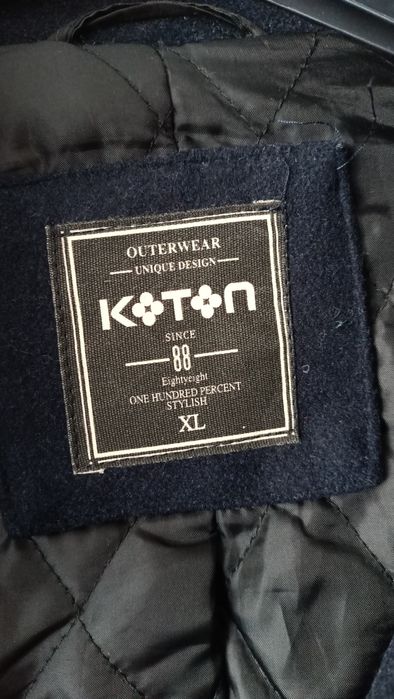 OUTERWEAR
UNIQUE DESIGN
KOTON
SINCE
88
Eightyeight
ONE HUNDRED PERCENT
STYLISH
XL